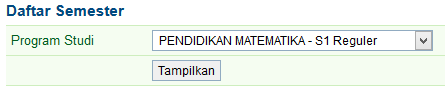 Daftar Semester
Program Studi PENDIDIKAN MATEMATIKA - S1 Reguler
Tampilkan